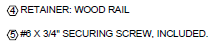 ④ RETAINER: WOOD RAIL
⑤ #6 X 3/4" SECURING SCREW, INCLUDED.